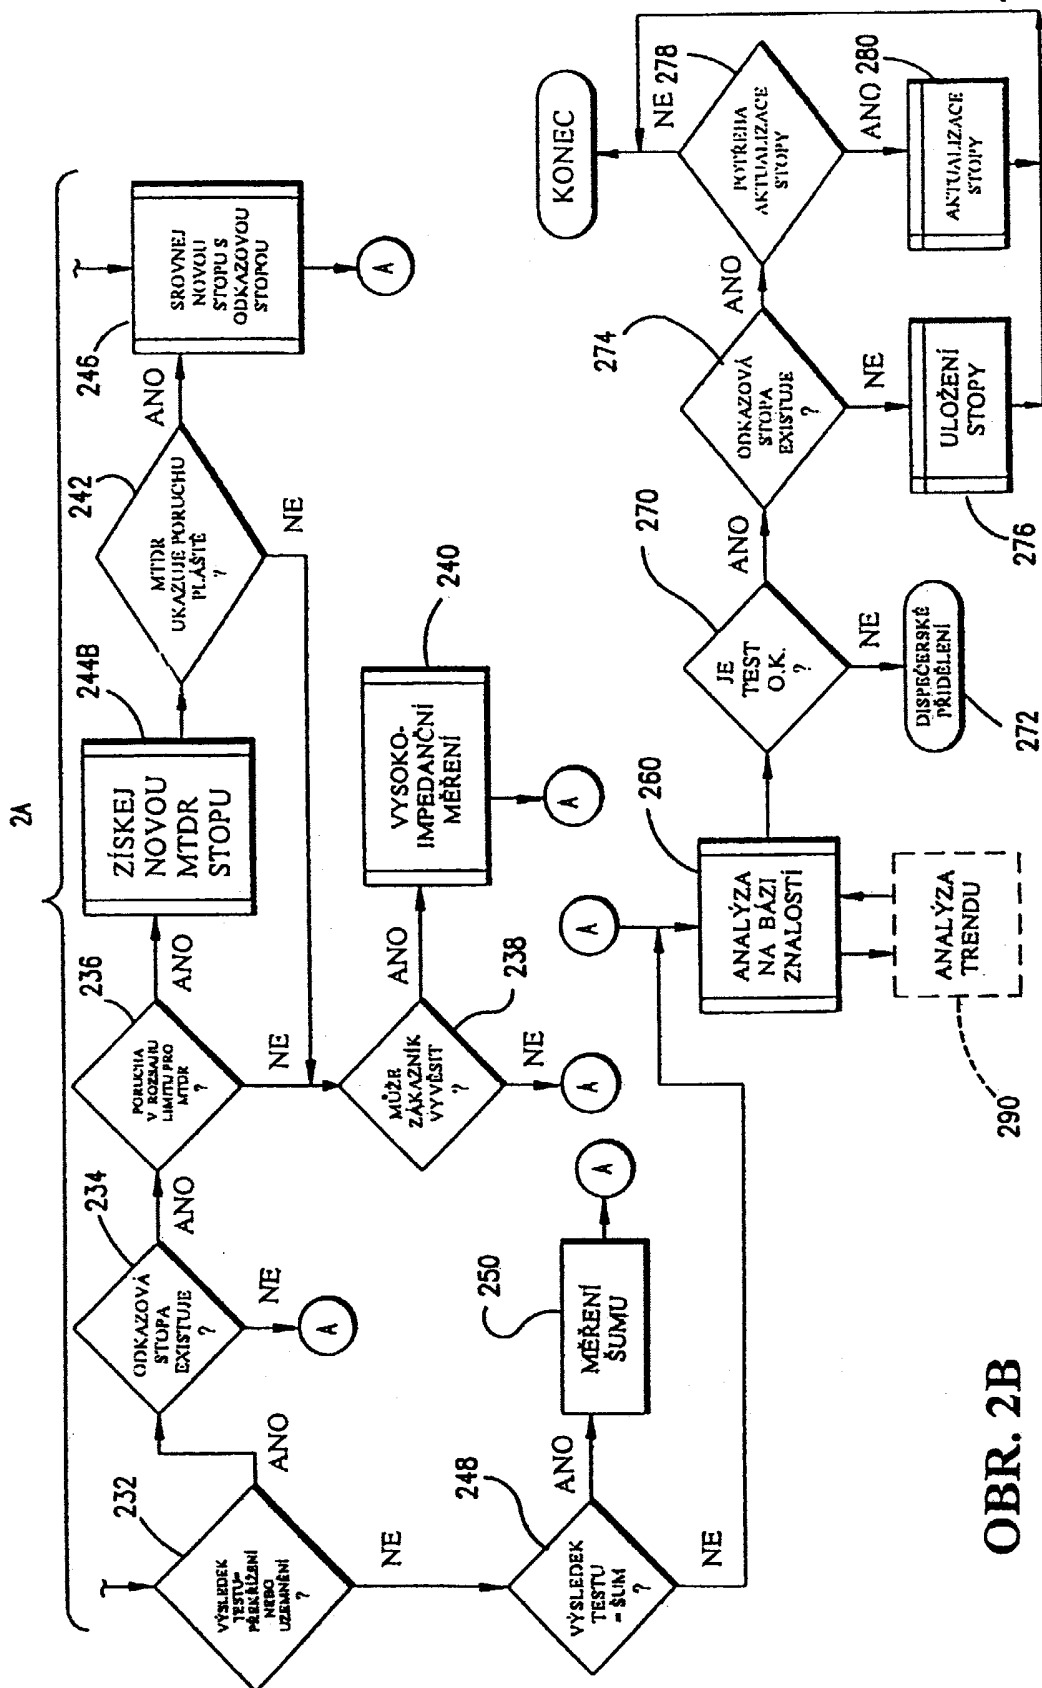 2A
232
VÝSLEDEK
TESTU=
PŘEKŘÍŽENÍ
NEBO
UZEMNĚNÍ
?
ANO
NE
234
ODKAZOVÁ
STOPA
EXISTUJE
?
ANO
NE
A
236
PORUCHA
V ROZSAHU
LIMITU PRO
MTDR
?
ANO
NE
244B
ZÍSKEJ
NOVOU
MTDR
STOPU
242
MTDR
UKAZUJE PORUCHU
PLÁŠTĚ
?
ANO
NE
246
SROVNEJ
NOVOU
STOPU S
ODKAZOVOU
STOPOU
A
238
MŮŽE
ZÁKAZNÍK
VYVĚSIT
?
ANO
NE
A
240
VYSOKO-
IMPEDANČNÍ
MĚŘENÍ
A
248
VÝSLEDEK
TESTU
= ŠUM
?
ANO
NE
250
MĚŘENÍ
ŠUMU
A
A
260
ANALÝZA
NA BÁZI
ZNALOSTÍ
ANALÝZA
TRENDU
290
270
JE
TEST
O.K.
?
ANO
NE
DISPEČERSKÉ
PŘIDĚLENÍ
272
274
ODKAZOVÁ
STOPA
EXISTUJE
?
ANO
NE
ULOŽENÍ
STOPY
276
KONEC
NE 278
POTŘEBA
AKTUALIZACE
STOPY
ANO 280
AKTUALIZACE
STOPY
OBR. 2B